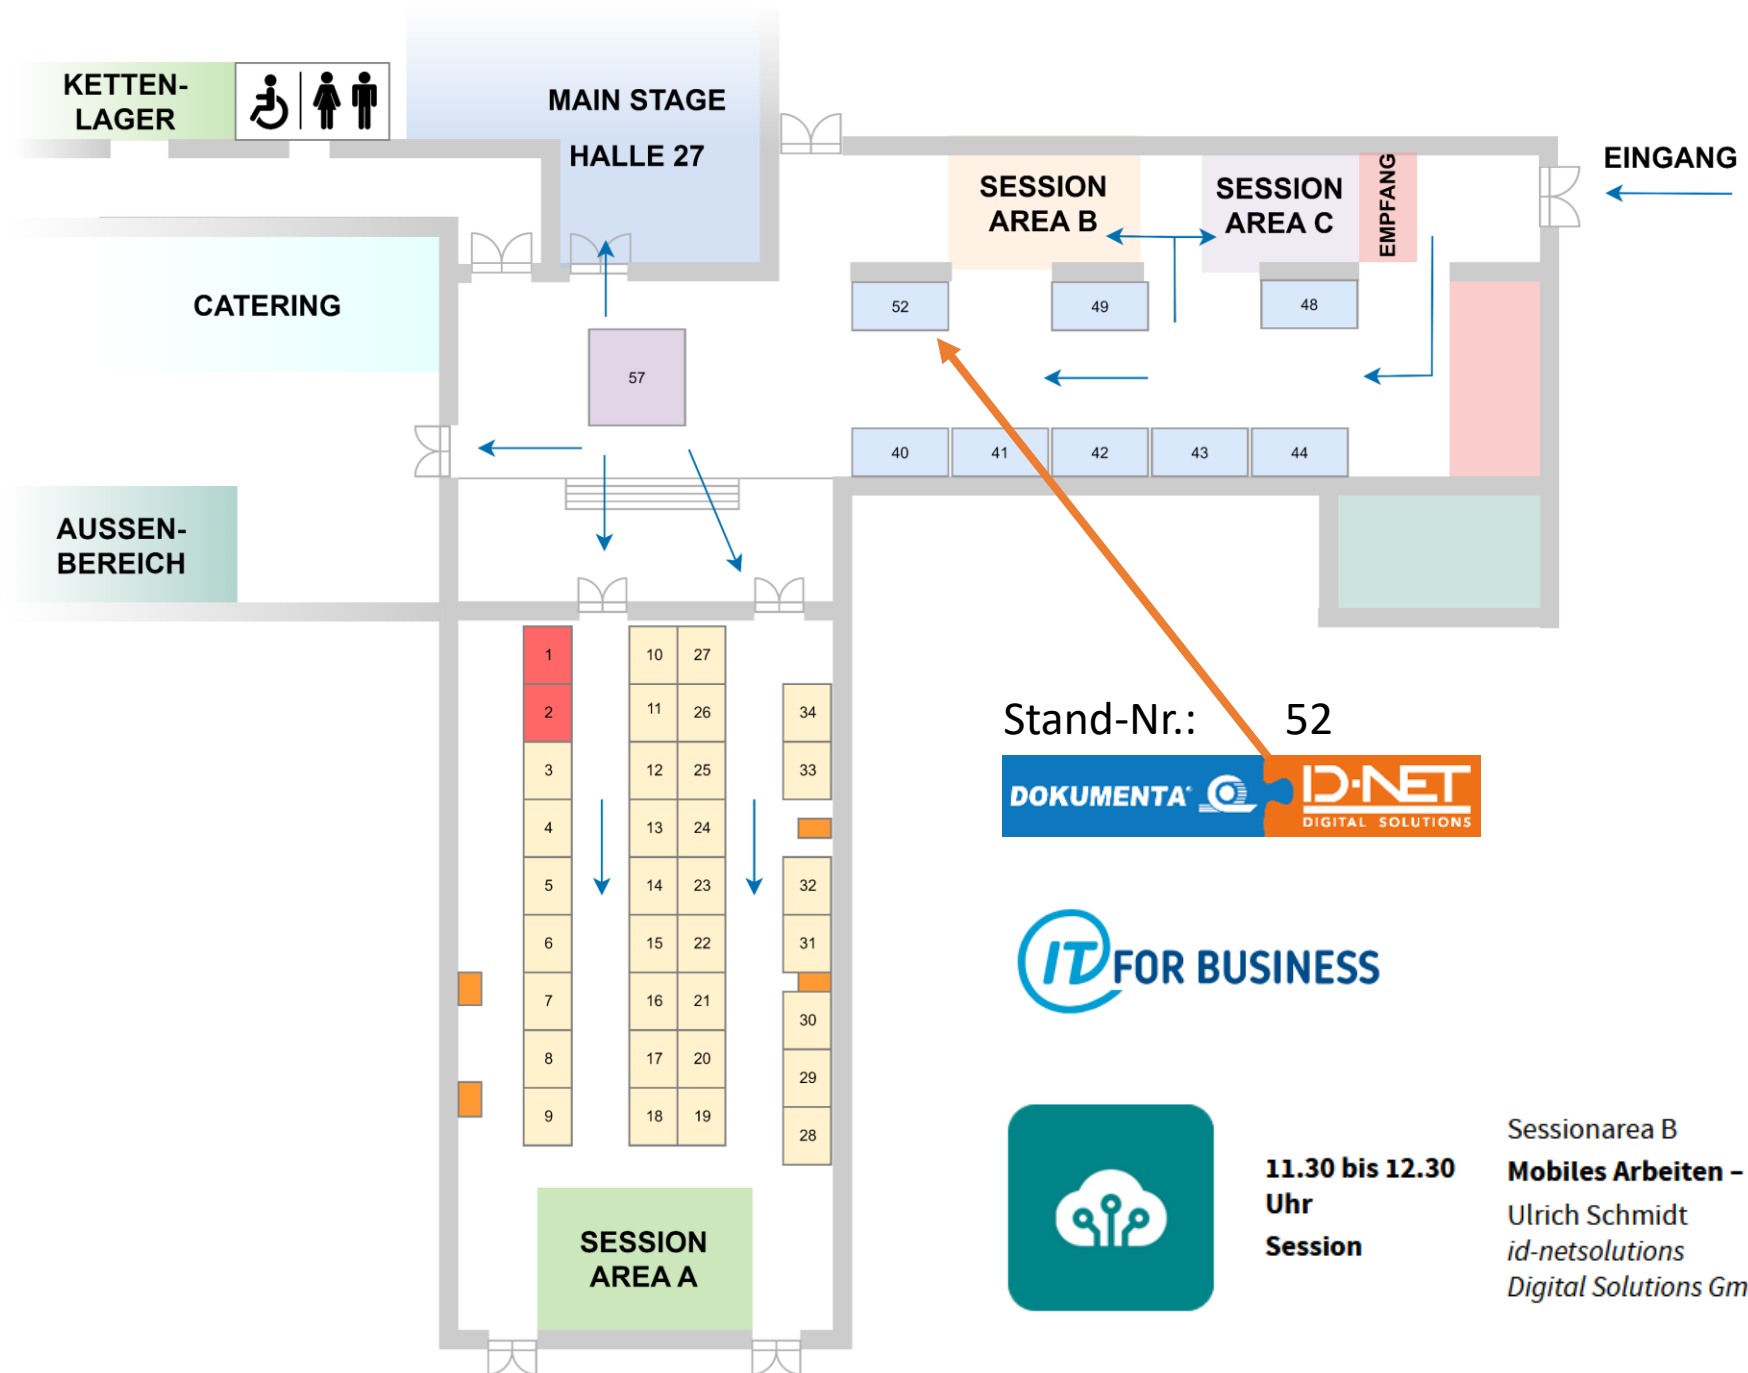 KETTEN-
LAGER
MAIN STAGE
HALLE 27
EINGANG
SESSION
AREA B
SESSION
AREA C
EMPFANG
CATERING
52
49
48
57
40
41
42
43
44
AUSSEN-
BEREICH
1
10
27
2
11
26
34
3
12
25
33
4
13
24
5
14
23
32
6
15
22
31
7
16
21
30
8
17
20
29
9
18
19
28
SESSION
AREA A
Stand-Nr.: 52
DOKUMENTA®
ID·NET
DIGITAL SOLUTIONS
IT FOR BUSINESS
11.30 bis 12.30
Uhr
Session
Sessionarea B
Mobiles Arbeiten –
Ulrich Schmidt
id-netsolutions
Digital Solutions Gm